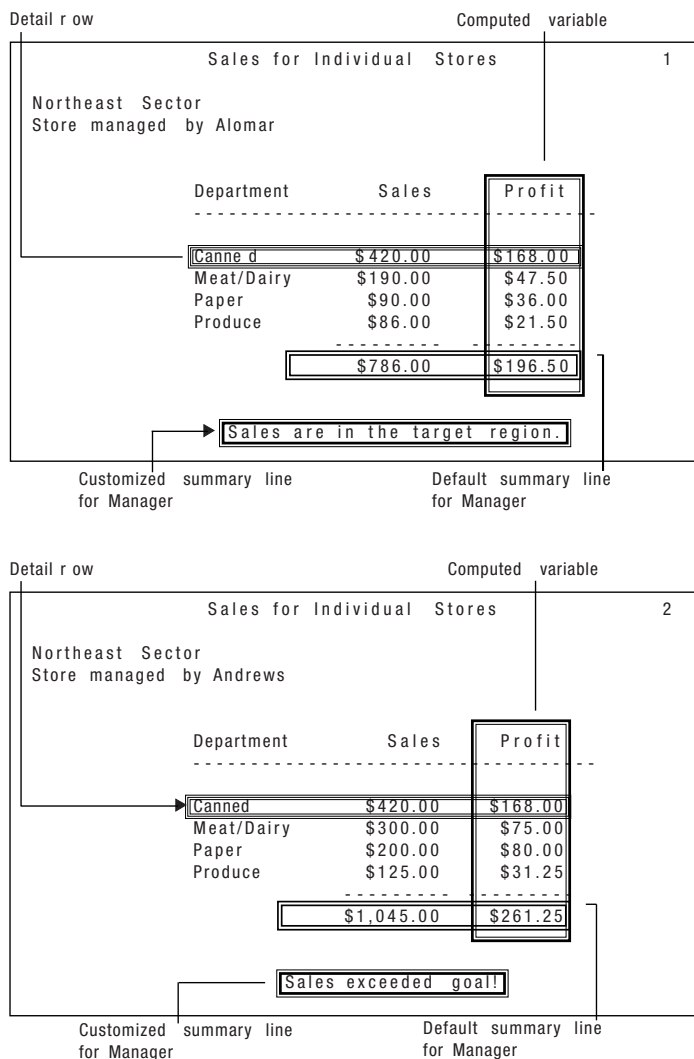 Detail r ow Computed variable
Sales for Individual Stores 1
Northeast Sector
Store managed by Alomar
Department Sales Profit
- - - - - - - - - - - - - - - - - - - - - - - - - - - - - - - - - - - -
Canne d $420.00 $168.00
Meat/Dairy $190.00 $47.50
Paper $90.00 $36.00
Produce $86.00 $21.50
- - - - - - - - - - - - - - - - - -
$786.00 $196.50
Sales are in the target region.
Customized summary line Default summary line
for Manager for Manager
Detail r ow Computed variable
Sales for Individual Stores 2
Northeast Sector
Store managed by Andrews
Department Sales Profit
- - - - - - - - - - - - - - - - - - - - - - - - - - - - - - - - - - - -
Canned $420.00 $168.00
Meat/Dairy $300.00 $75.00
Paper $200.00 $80.00
Produce $125.00 $31.25
- - - - - - - - - - - - - - - - - -
$1,045.00 $261.25
Sales exceeded goal!
Customized summary line Default summary line
for Manager for Manager